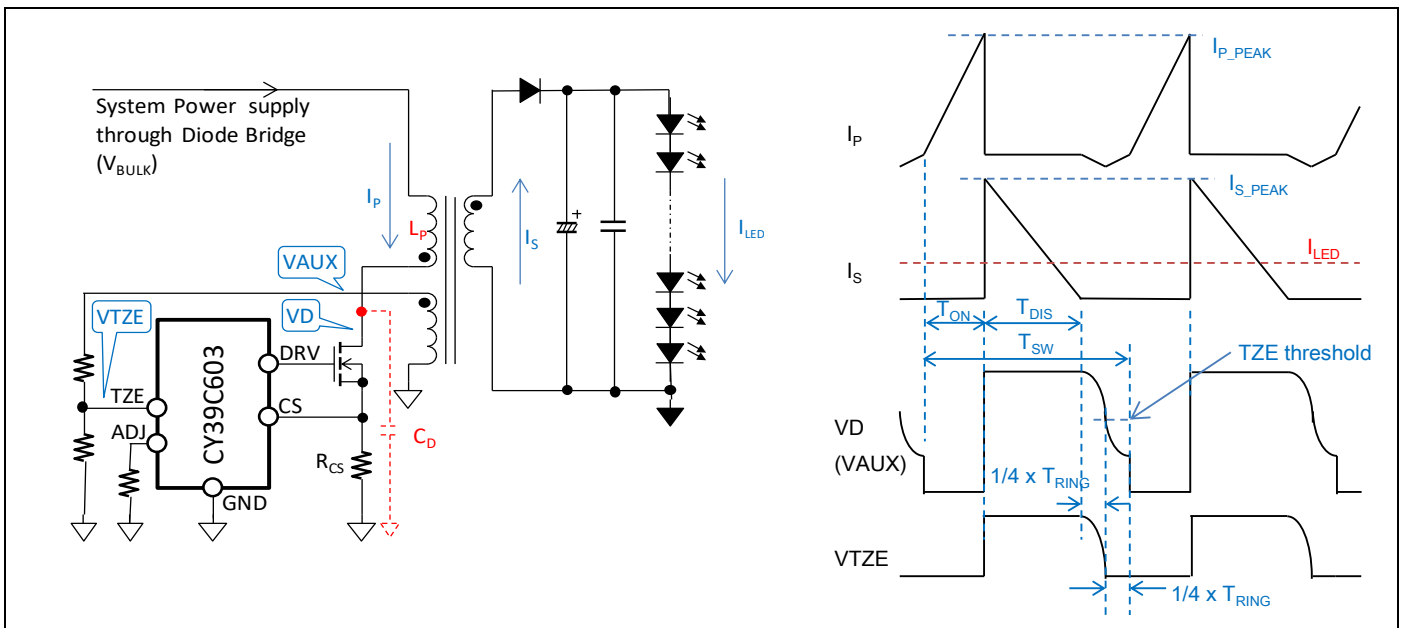 System Power supply
through Diode Bridge
(VBULK)
IP
LP
IS
ILED
VAUX
VD
VTZE
CY39C603
DRV
TZE
CS
ADJ
GND
RCS
CD
+
IP_PEAK
IP
IS_PEAK
ILED
IS
TON
TDIS
TSW
TZE threshold
VD
(VAUX)
1/4 x TRING
VTZE
1/4 x TRING